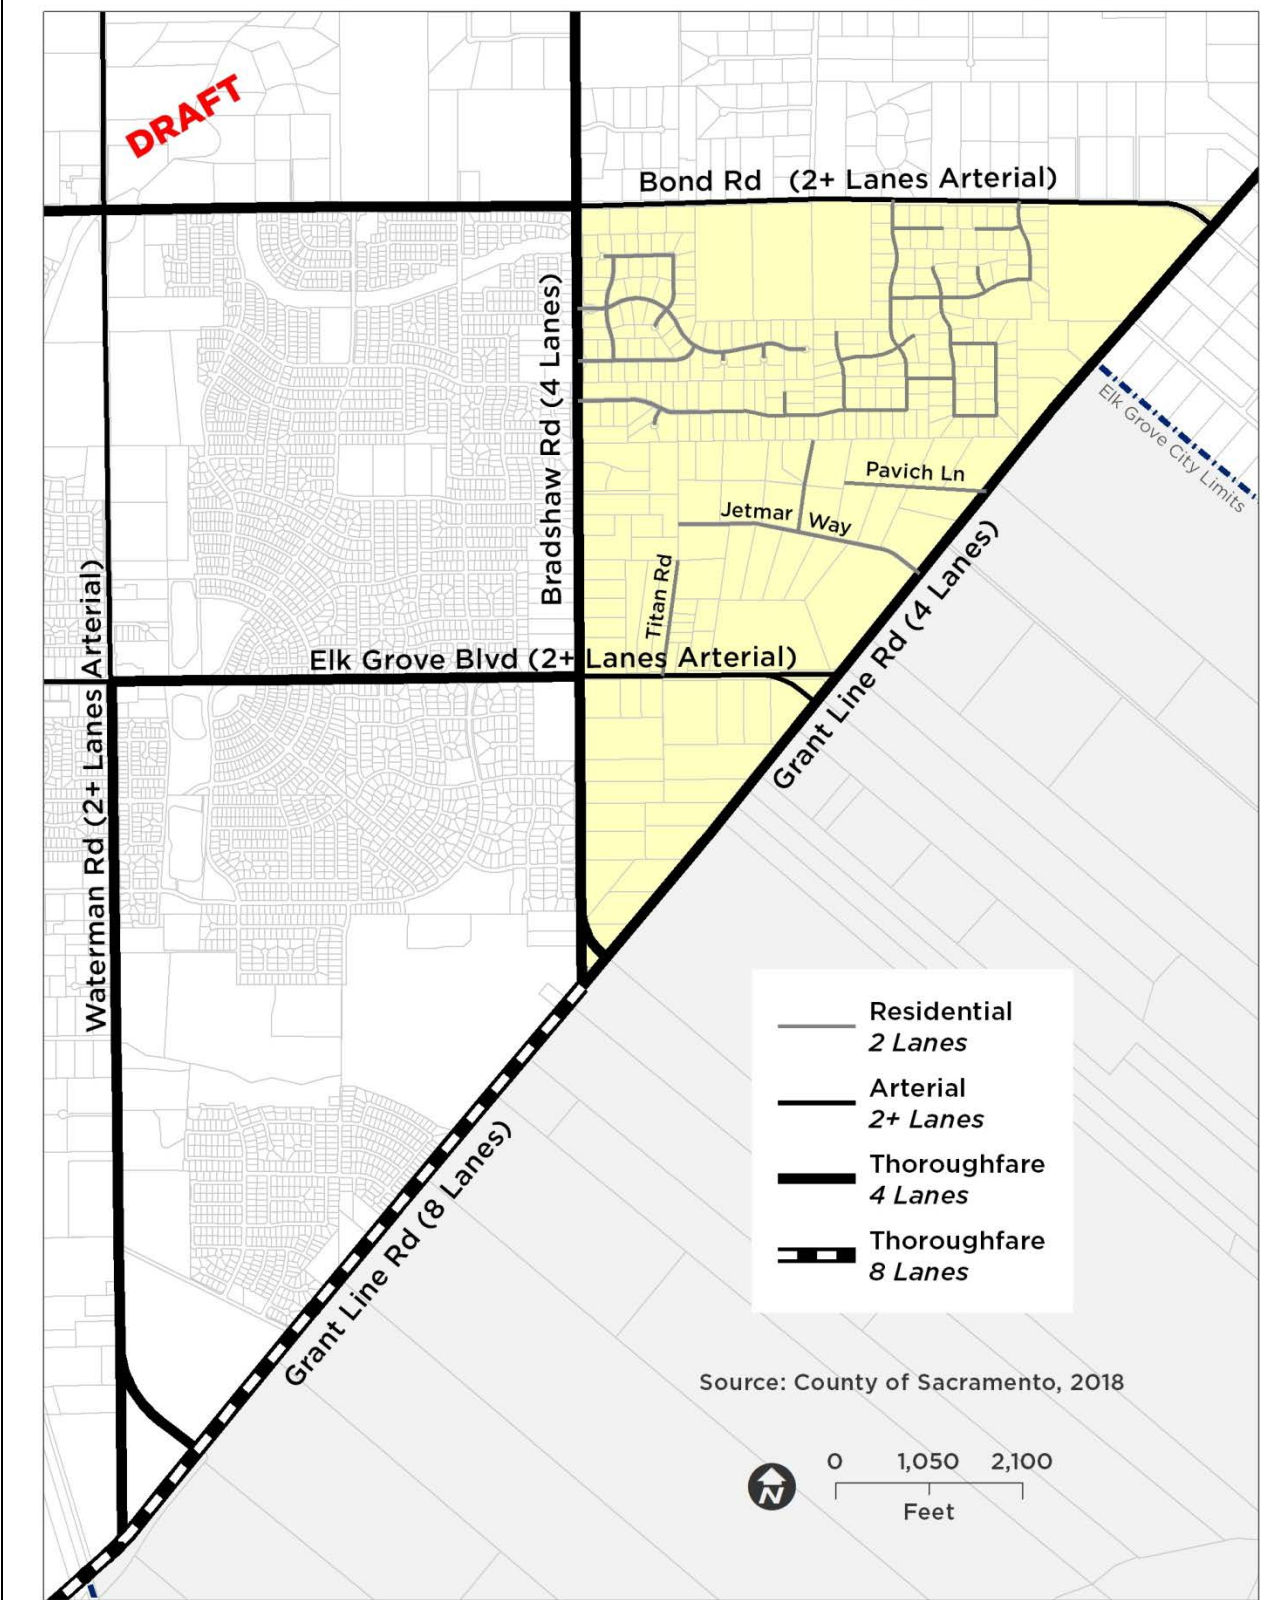 DRAFT
Bond Rd (2+ Lanes Arterial)
Bradshaw Rd (4 Lanes)
Elk Grove City Limits
Pavich Ln
Jetmar Way
Titan Rd
Grant Line Rd (4 Lanes)
Elk Grove Blvd (2+ Lanes Arterial)
Waterman Rd (2+ Lanes Arterial)
Grant Line Rd (8 Lanes)
Residential
2 Lanes
Arterial
2+ Lanes
Thoroughfare
4 Lanes
Thoroughfare
8 Lanes
Source: County of Sacramento, 2018
N
0 1,050 2,100
Feet